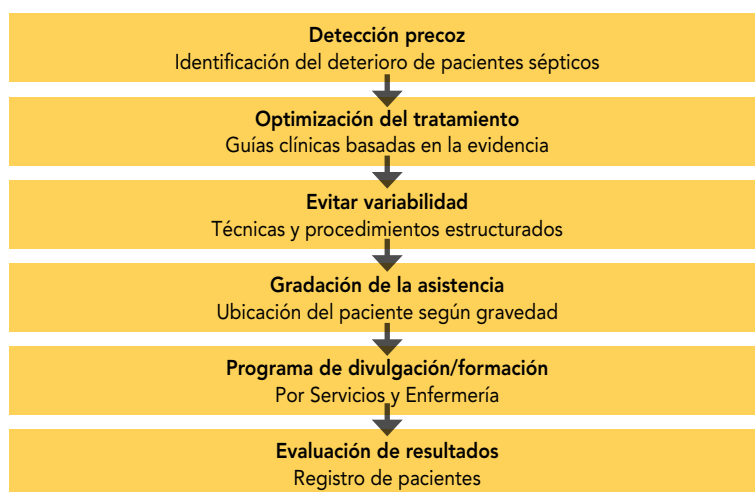 Detección precoz
Identificación del deterioro de pacientes sépticos
Optimización del tratamiento
Guías clínicas basadas en la evidencia
Evitar variabilidad
Técnicas y procedimientos estructurados
Gradación de la asistencia
Ubicación del paciente según gravedad
Programa de divulgación/formación
Por Servicios y Enfermería
Evaluación de resultados
Registro de pacientes